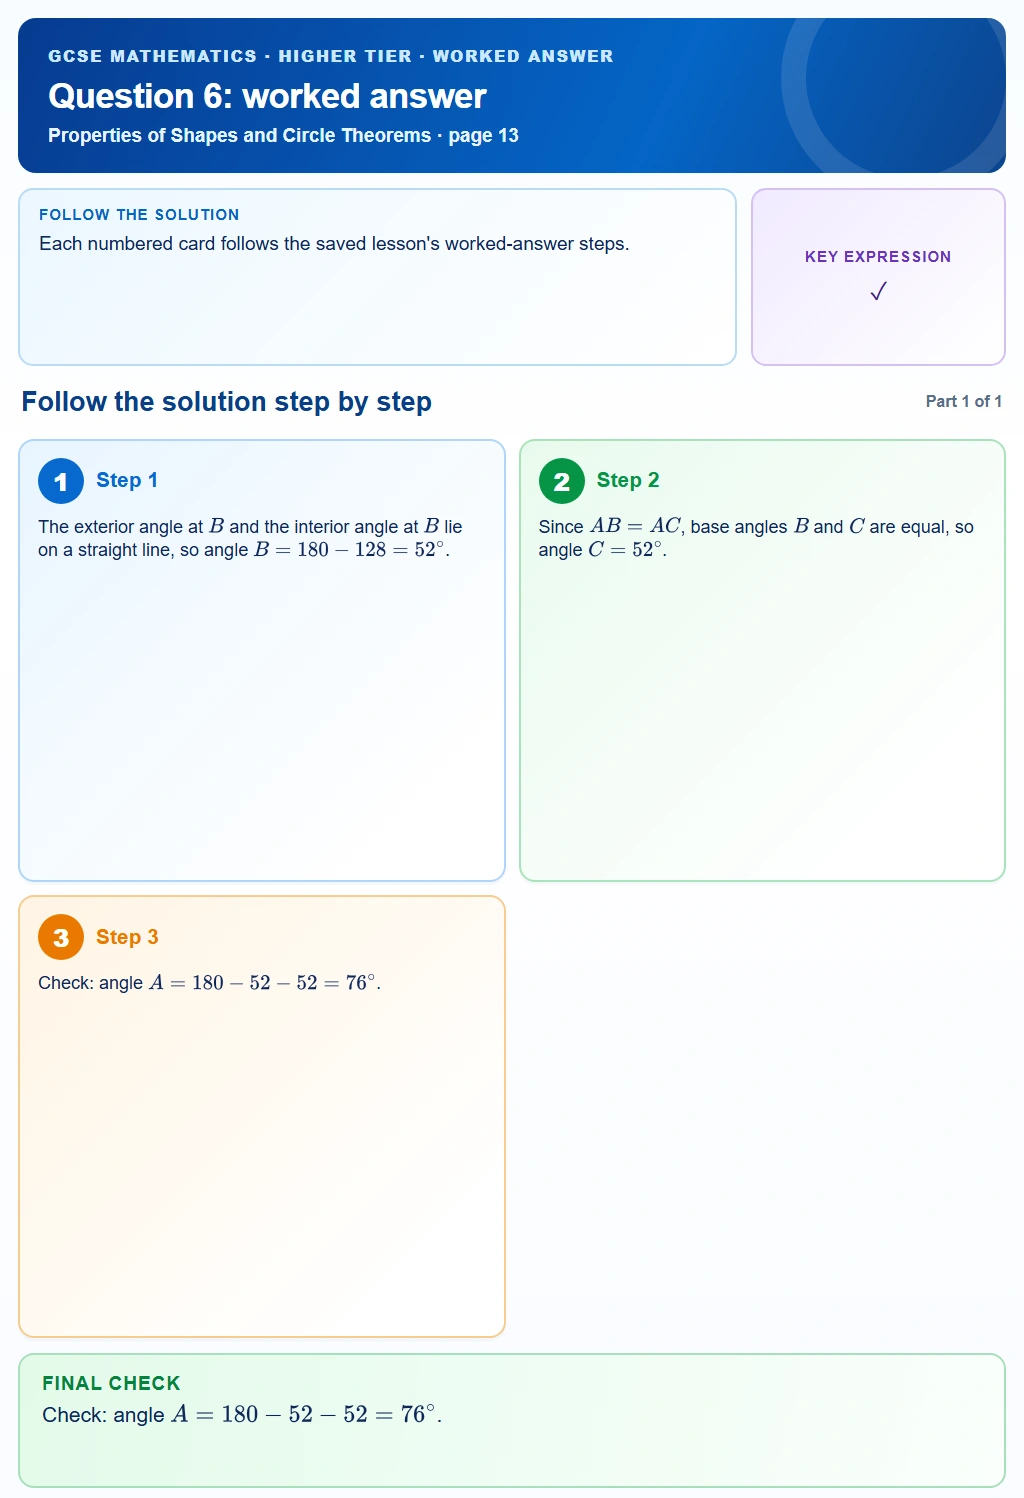 GCSE MATHEMATICS · HIGHER TIER · WORKED ANSWER
Question 6: worked answer
Properties of Shapes and Circle Theorems · page 13
FOLLOW THE SOLUTION
Each numbered card follows the saved lesson's worked-answer steps.
KEY EXPRESSION
✓
Follow the solution step by step
Part 1 of 1
1 Step 1
The exterior angle at B and the interior angle at B lie
on a straight line, so angle B = 180 − 128 = 52°.
2 Step 2
Since AB = AC, base angles B and C are equal, so
angle C = 52°.
3 Step 3
Check: angle A = 180 − 52 − 52 = 76°.
FINAL CHECK
Check: angle A = 180 − 52 − 52 = 76°.